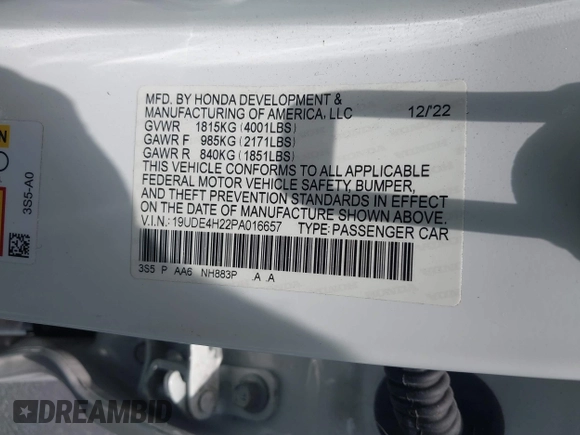 MFD. BY HONDA DEVELOPMENT &
MANUFACTURING OF AMERICA, LLC 12/'22
GVWR 1815KG (4001LBS)
GAWR F 985KG (2171LBS)
GAWR R 840KG (1851LBS)
THIS VEHICLE CONFORMS TO ALL APPLICABLE
FEDERAL MOTOR VEHICLE SAFETY BUMPER,
AND THEFT PREVENTION STANDARDS IN EFFECT
ON THE DATE OF MANUFACTURE SHOWN ABOVE.
V.I.N.: 19UDE4H22PA016657 TYPE: PASSENGER CAR
3S5 P AA6 NH883P .A .A
3S5-A0
DREAMBID